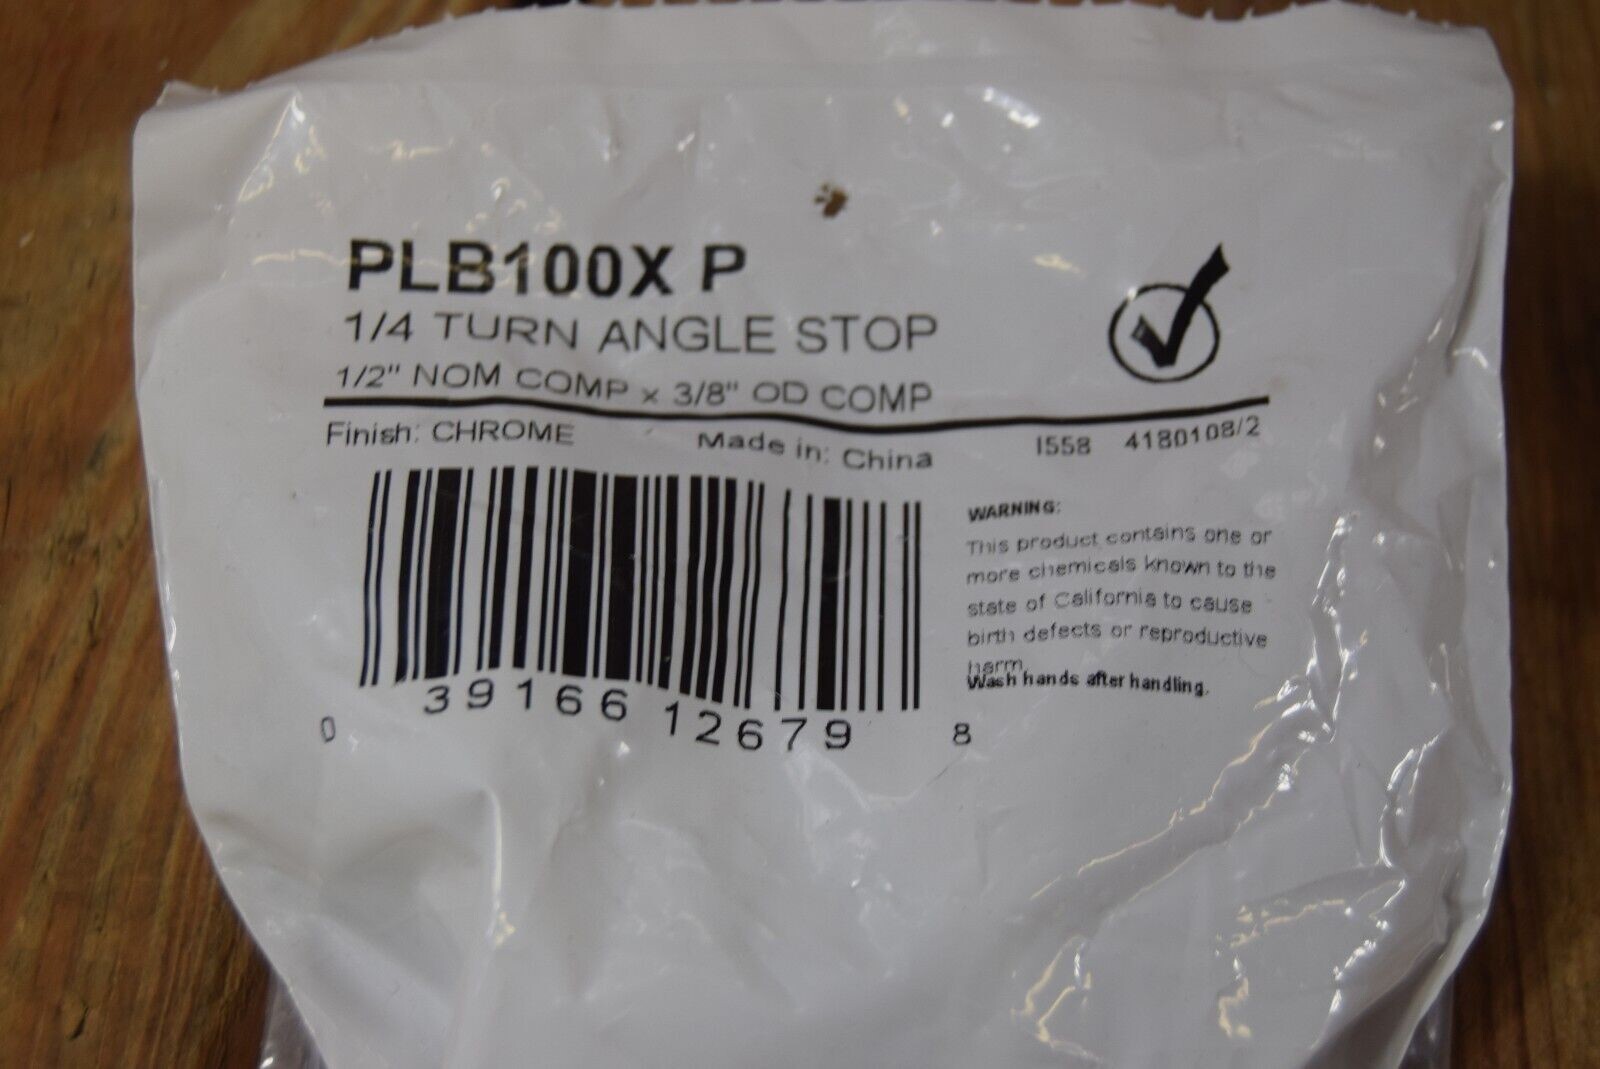 PLB100X P
1/4 TURN ANGLE STOP
1/2" NOM COMP x 3/8" OD COMP
Finish: CHROME Made in: China I558 4180108/2
WARNING:
This product contains one or
more chemicals known to the
state of California to cause
birth defects or reproductive
harm.
Wash hands after handling.
0 39166 12679 8